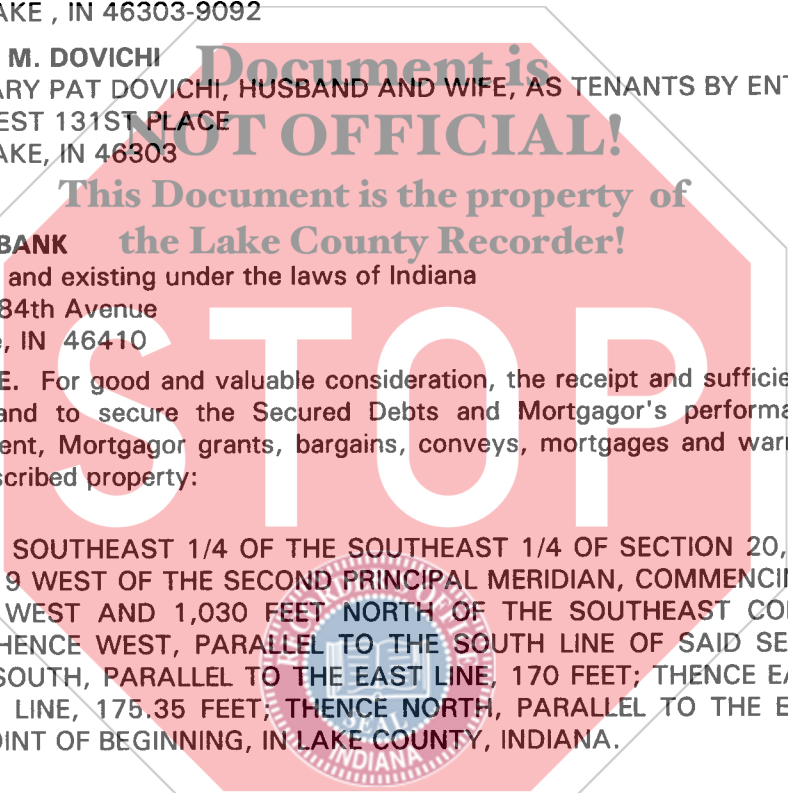 AKE , IN 46303-9092
M. DOVICHI
Document is
ARY PAT DOVICHI, HUSBAND AND WIFE, AS TENANTS BY ENT
EST 131ST PLACE
NOT OFFICIAL!
AKE, IN 46303
This Document is the property of
BANK
the Lake County Recorder!
and existing under the laws of Indiana
84th Avenue
, IN 46410
STOP
E. For good and valuable consideration, the receipt and sufficie
and to secure the Secured Debts and Mortgagor's performa
ent, Mortgagor grants, bargains, conveys, mortgages and warr
scribed property:
SOUTHEAST 1/4 OF THE SOUTHEAST 1/4 OF SECTION 20,
9 WEST OF THE SECOND PRINCIPAL MERIDIAN, COMMENCIN
WEST AND 1,030 FEET NORTH OF THE SOUTHEAST CO
HENCE WEST, PARALLEL TO THE SOUTH LINE OF SAID SE
SOUTH, PARALLEL TO THE EAST LINE, 170 FEET; THENCE EA
LINE, 175.35 FEET; THENCE NORTH, PARALLEL TO THE E
OINT OF BEGINNING, IN LAKE COUNTY, INDIANA.
SEAL
INDIANA